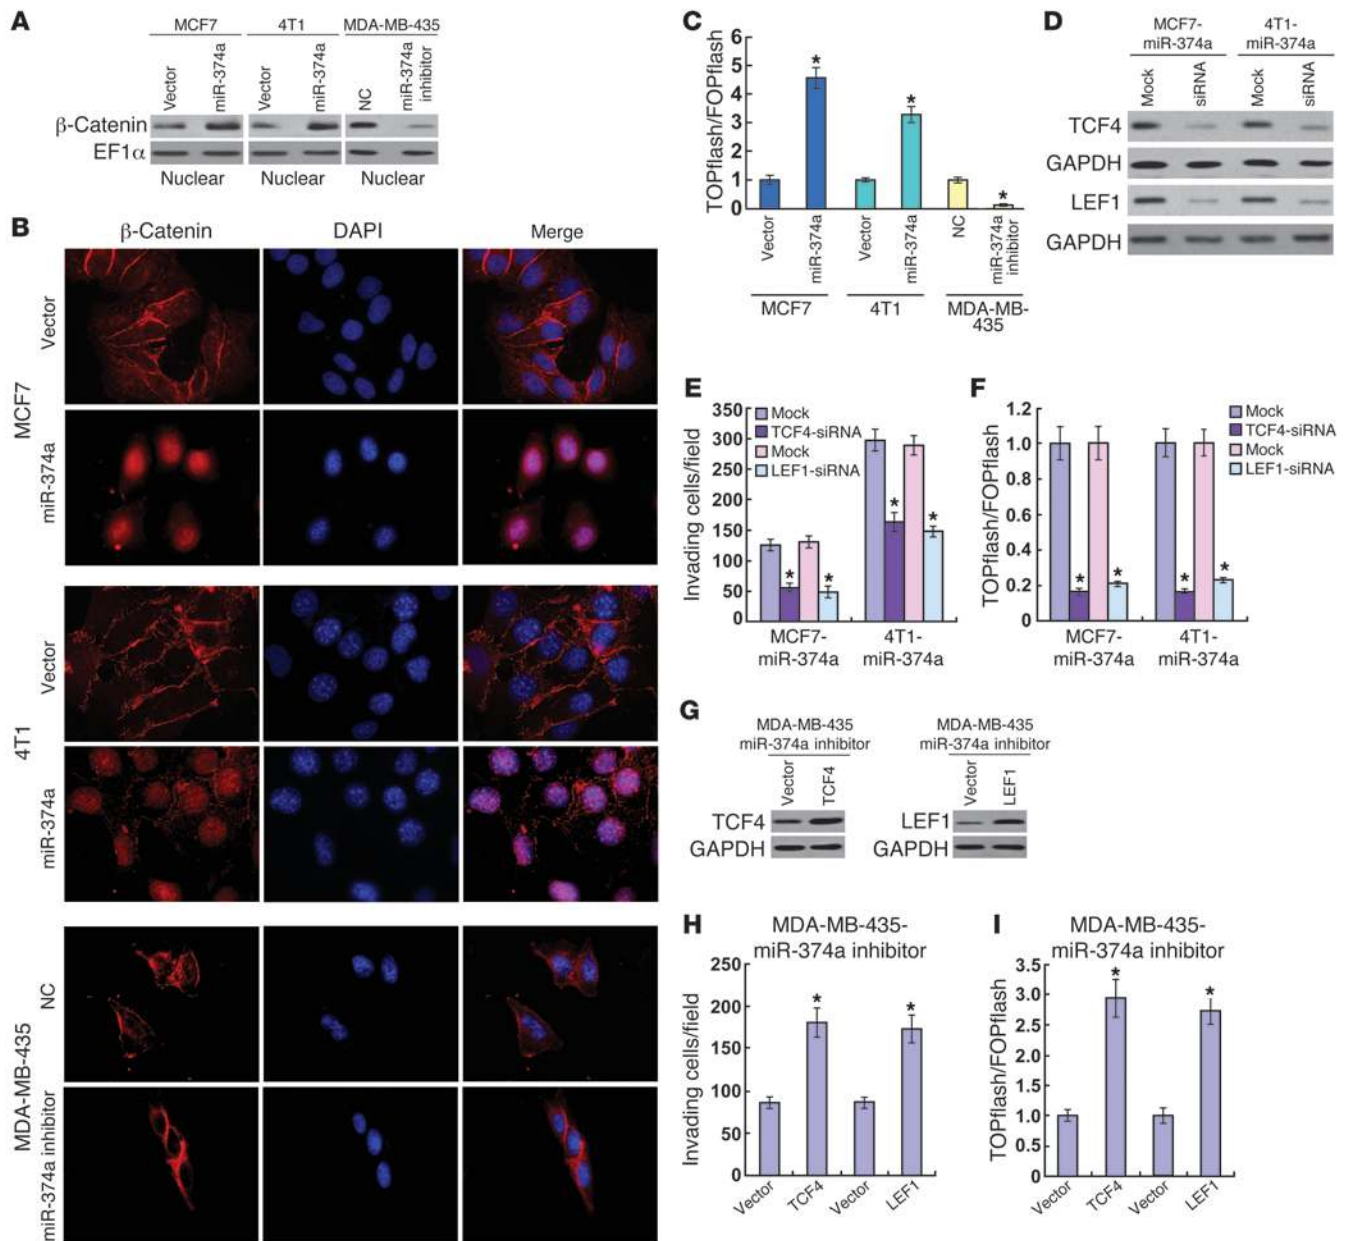 A
MCF7
4T1
MDA-MB-435
Vector
miR-374a
Vector
miR-374a
NC
miR-374a
inhibitor
β-Catenin
EF1α
Nuclear
Nuclear
Nuclear
B
β-Catenin
DAPI
Merge
MCF7
Vector
miR-374a
4T1
Vector
miR-374a
MDA-MB-435
NC
miR-374a inhibitor
C
TOPflash/FOPflash
6
5
4
3
2
1
0
*
*
*
Vector
miR-374a
Vector
miR-374a
NC
miR-374a
inhibitor
MCF7
4T1
MDA-MB-
435
D
MCF7-
miR-374a
4T1-
miR-374a
Mock
siRNA
Mock
siRNA
TCF4
GAPDH
LEF1
GAPDH
E
Invading cells/field
350
300
250
200
150
100
50
0
Mock
TCF4-siRNA
Mock
LEF1-siRNA
*
*
*
*
MCF7-
miR-374a
4T1-
miR-374a
F
TOPflash/FOPflash
1.2
1.0
0.8
0.6
0.4
0.2
0
Mock
TCF4-siRNA
Mock
LEF1-siRNA
*
*
*
*
MCF7-
miR-374a
4T1-
miR-374a
G
MDA-MB-435
miR-374a inhibitor
Vector
TCF4
TCF4
GAPDH
MDA-MB-435
miR-374a inhibitor
Vector
LEF1
LEF1
GAPDH
H
MDA-MB-435-
miR-374a inhibitor
Invading cells/field
250
200
150
100
50
0
*
*
Vector
TCF4
Vector
LEF1
I
MDA-MB-435-
miR-374a inhibitor
TOPflash/FOPflash
3.5
3.0
2.5
2.0
1.5
1.0
0.5
0
*
*
Vector
TCF4
Vector
LEF1